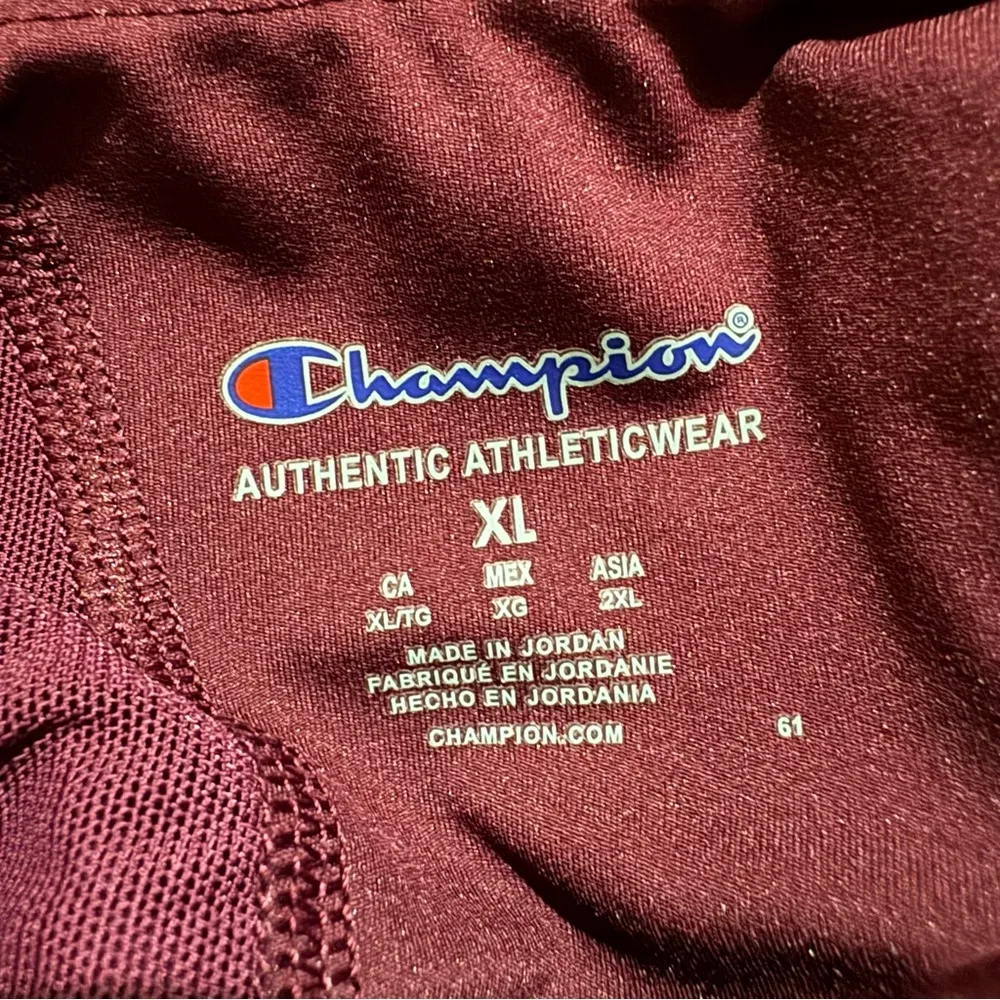 Champion®
AUTHENTIC ATHLETICWEAR
XL
CA MEX ASIA
XL/TG XG 2XL
MADE IN JORDAN
FABRIQUÉ EN JORDANIE
HECHO EN JORDANIA
CHAMPION.COM 61